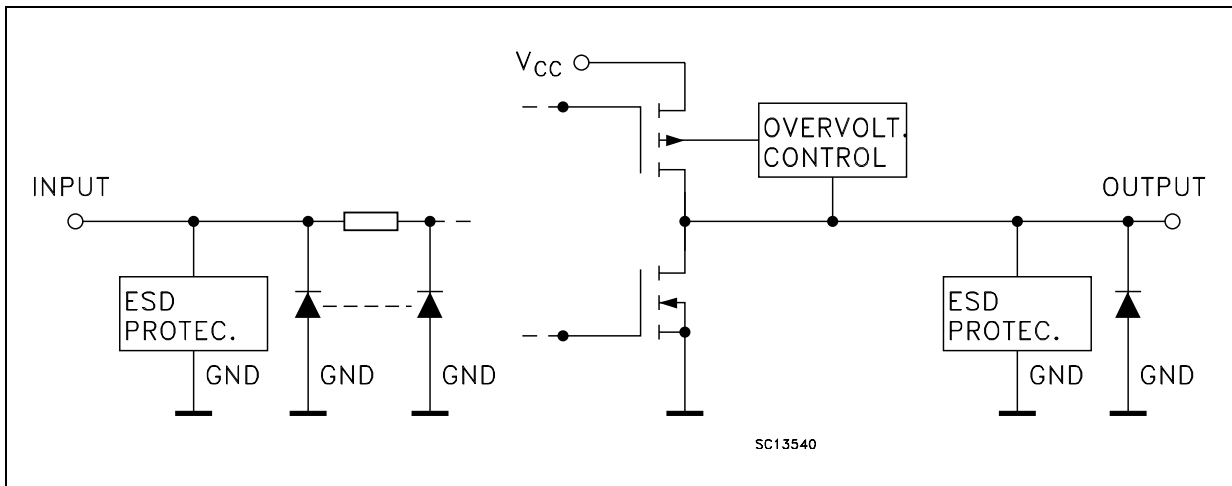 VCC
OVERVOLT.
CONTROL
INPUT
OUTPUT
ESD
PROTEC.
GND
GND
GND
ESD
PROTEC.
GND
GND
SC13540